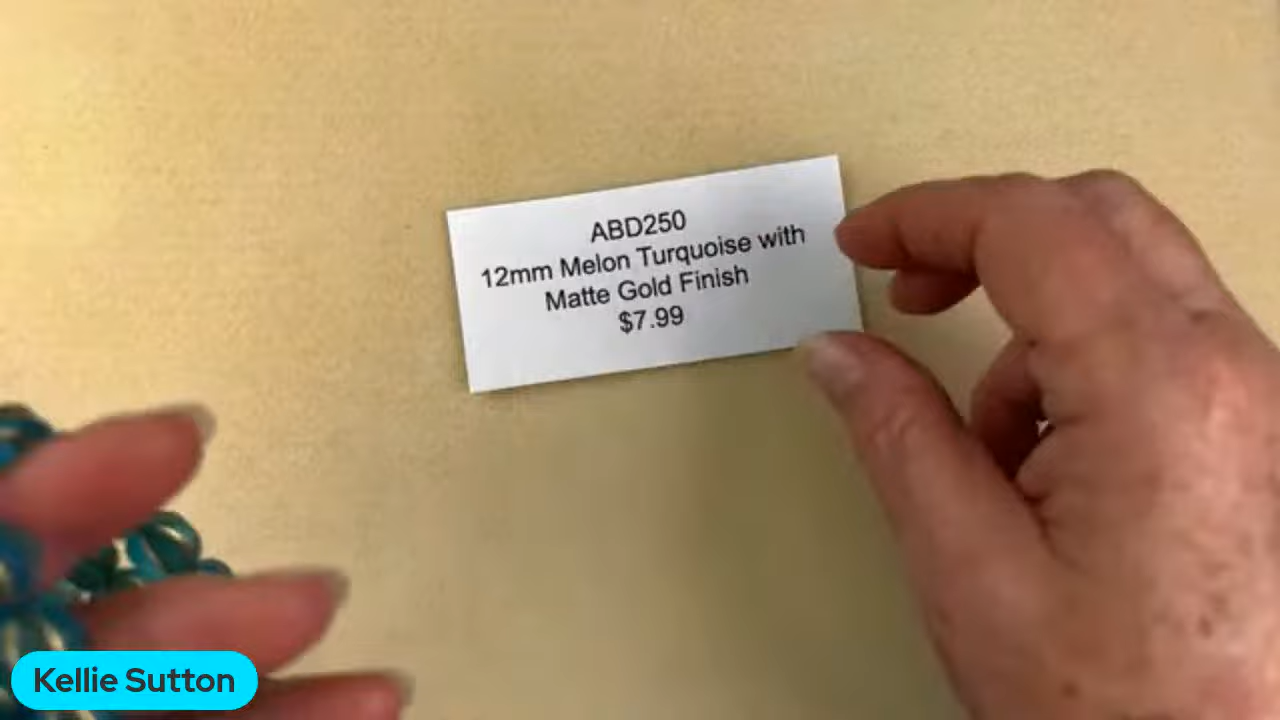 ABD250
12mm Melon Turquoise with
Matte Gold Finish
$7.99
Kellie Sutton